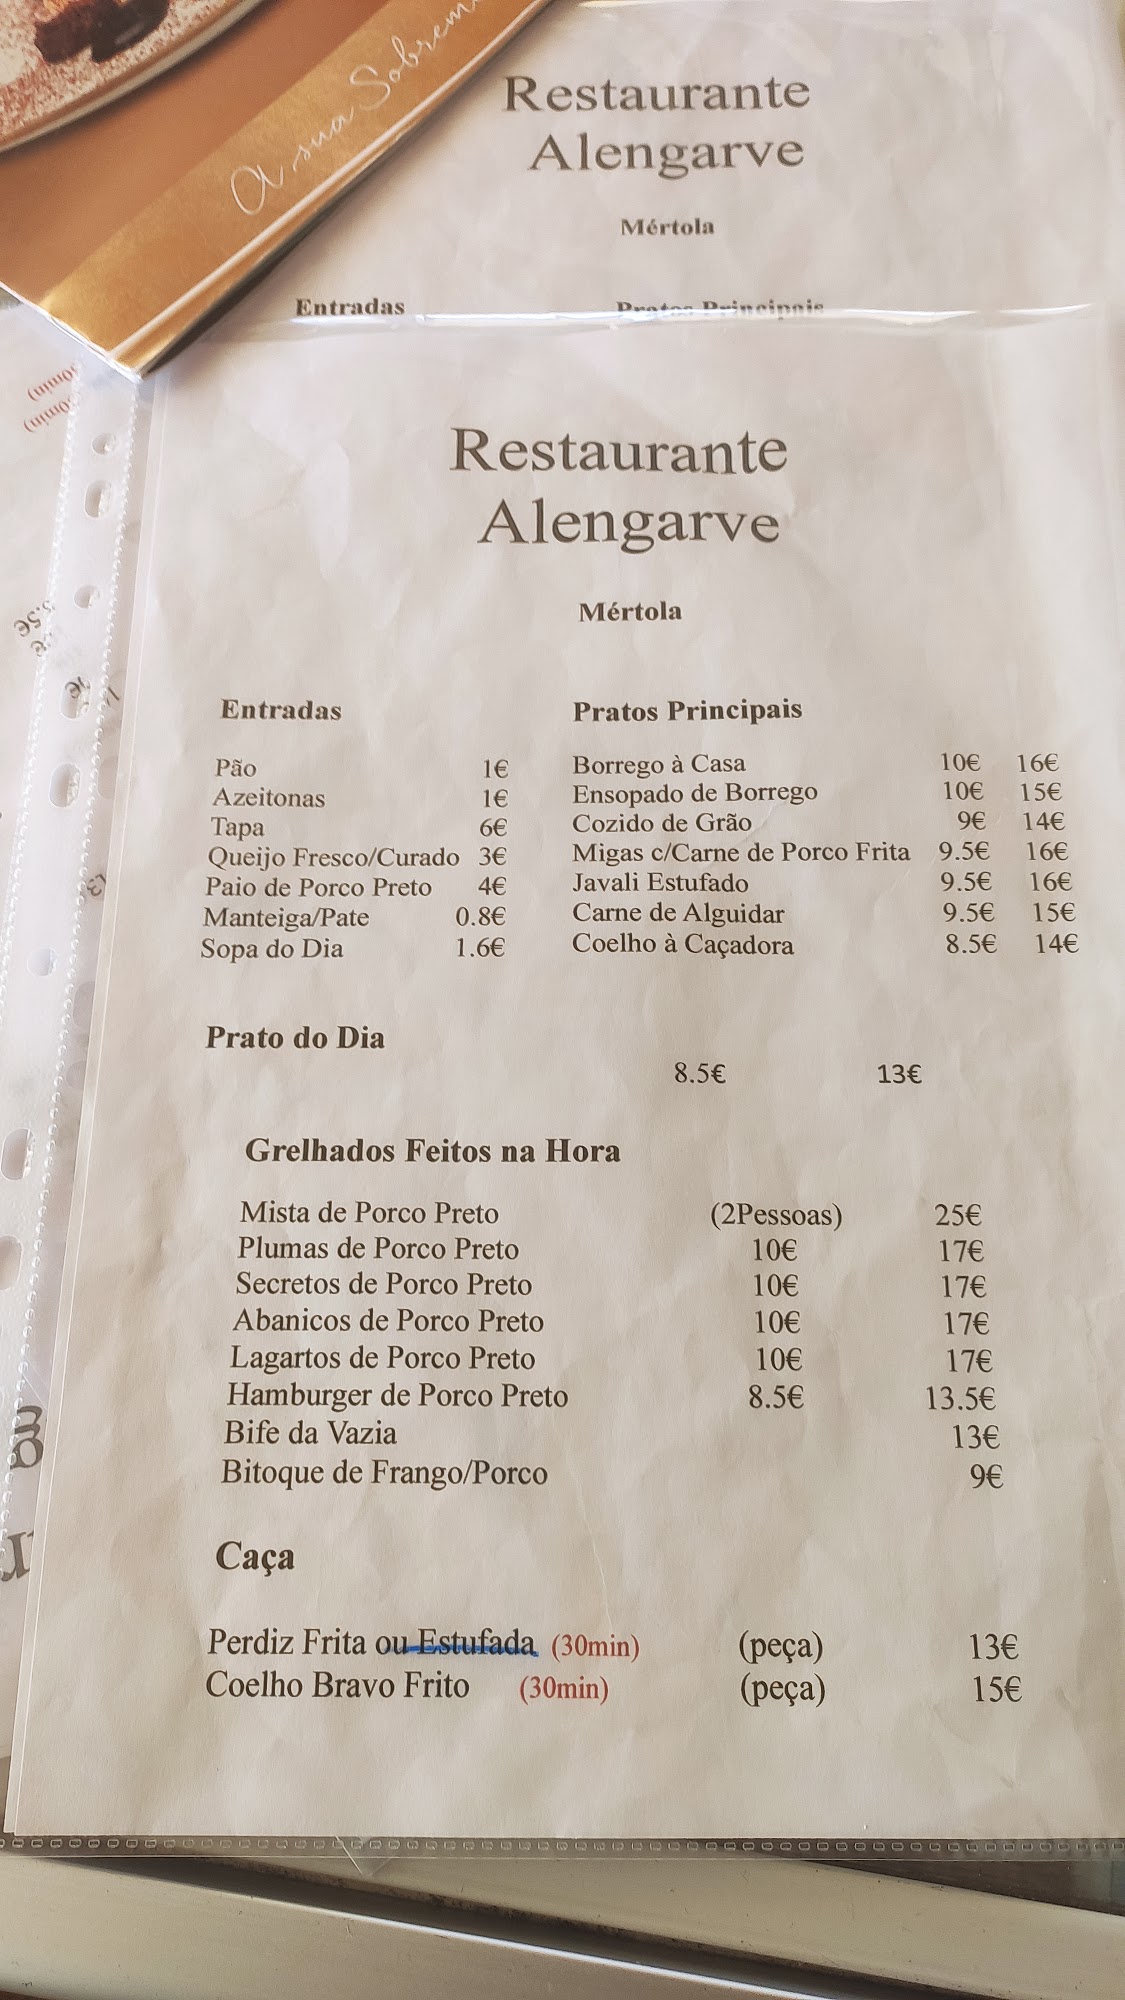 A sua
Restaurante
Alengarve
Mértola
Entradas Pratos Principais
Restaurante
Alengarve
Mértola
Entradas
Pão 1€
Azeitonas 1€
Tapa 6€
Queijo Fresco/Curado 3€
Paio de Porco Preto 4€
Manteiga/Pate 0.8€
Sopa do Dia 1.6€
Pratos Principais
Borrego à Casa 10€ 16€
Ensopado de Borrego 10€ 15€
Cozido de Grão 9€ 14€
Migas c/Carne de Porco Frita 9.5€ 16€
Javali Estufado 9.5€ 16€
Carne de Alguidar 9.5€ 15€
Coelho à Caçadora 8.5€ 14€
Prato do Dia
8.5€ 13€
Grelhados Feitos na Hora
Mista de Porco Preto (2Pessoas) 25€
Plumas de Porco Preto 10€ 17€
Secretos de Porco Preto 10€ 17€
Abanicos de Porco Preto 10€ 17€
Lagartos de Porco Preto 10€ 17€
Hamburger de Porco Preto 8.5€ 13.5€
Bife da Vazia 13€
Bitoque de Frango/Porco 9€
Caça
Perdiz Frita ou Estufada (30min) (peça) 13€
Coelho Bravo Frito (30min) (peça) 15€